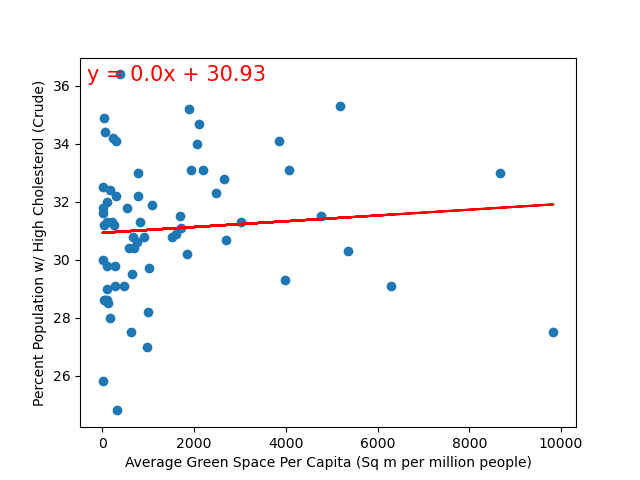 y = 0.0x + 30.93
36
34
32
30
28
26
Percent Population w/ High Cholesterol (Crude)
0 2000 4000 6000 8000 10000
Average Green Space Per Capita (Sq m per million people)